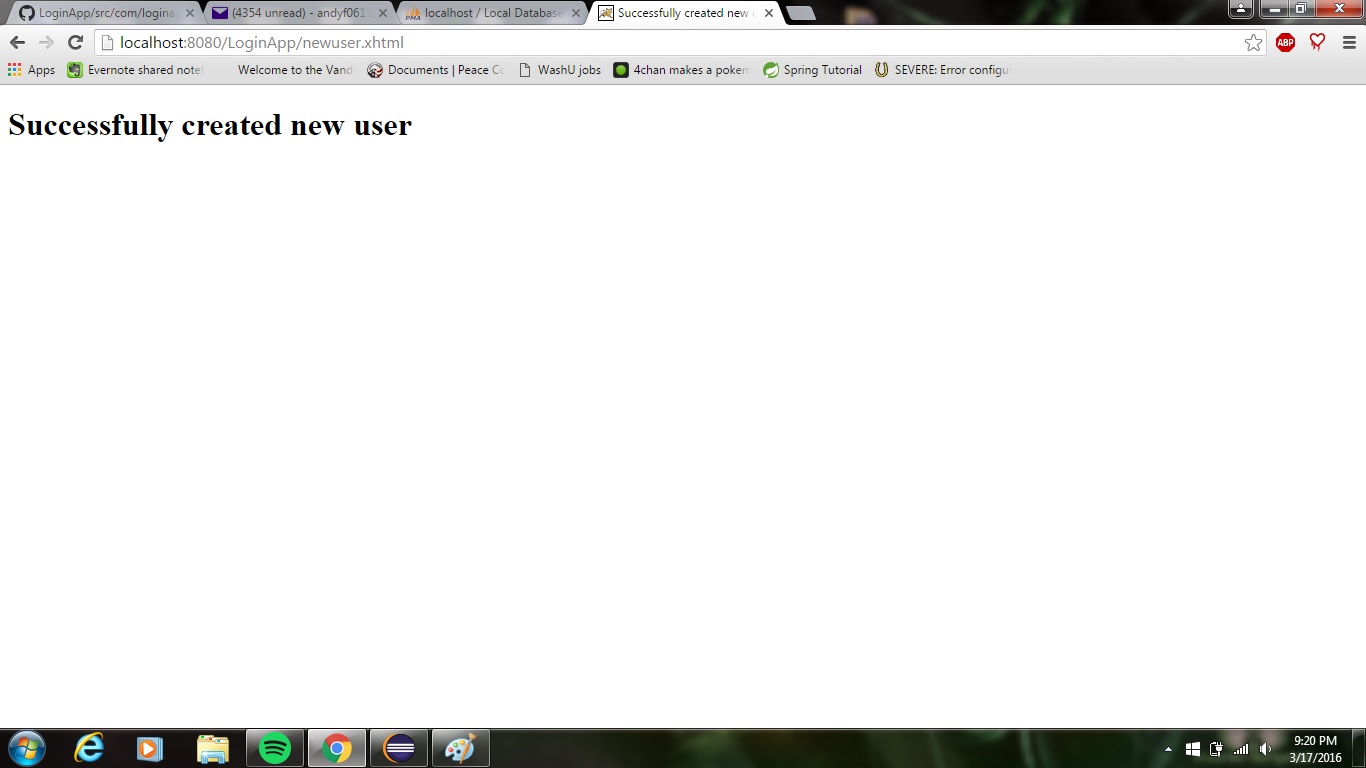 LoginApp/src/com/logina
(4354 unread) - andyf061
localhost / Local Database
Successfully created new u
localhost:8080/LoginApp/newuser.xhtml
ABP
Apps
Evernote shared note
Welcome to the Vand
Documents | Peace Co
WashU jobs
4chan makes a pokem
Spring Tutorial
SEVERE: Error configu
Successfully created new user
9:20 PM
3/17/2016